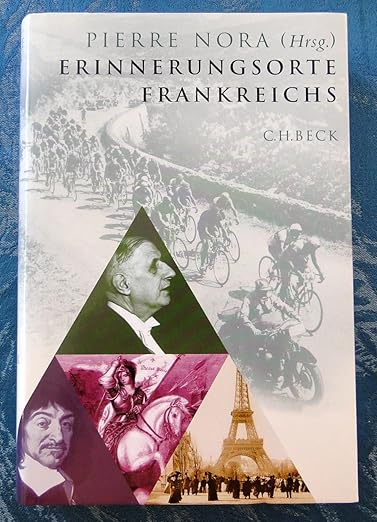 PIERRE NORA (Hrsg.)
ERINNERUNGSORTE
FRANKREICHS
C.H.BECK